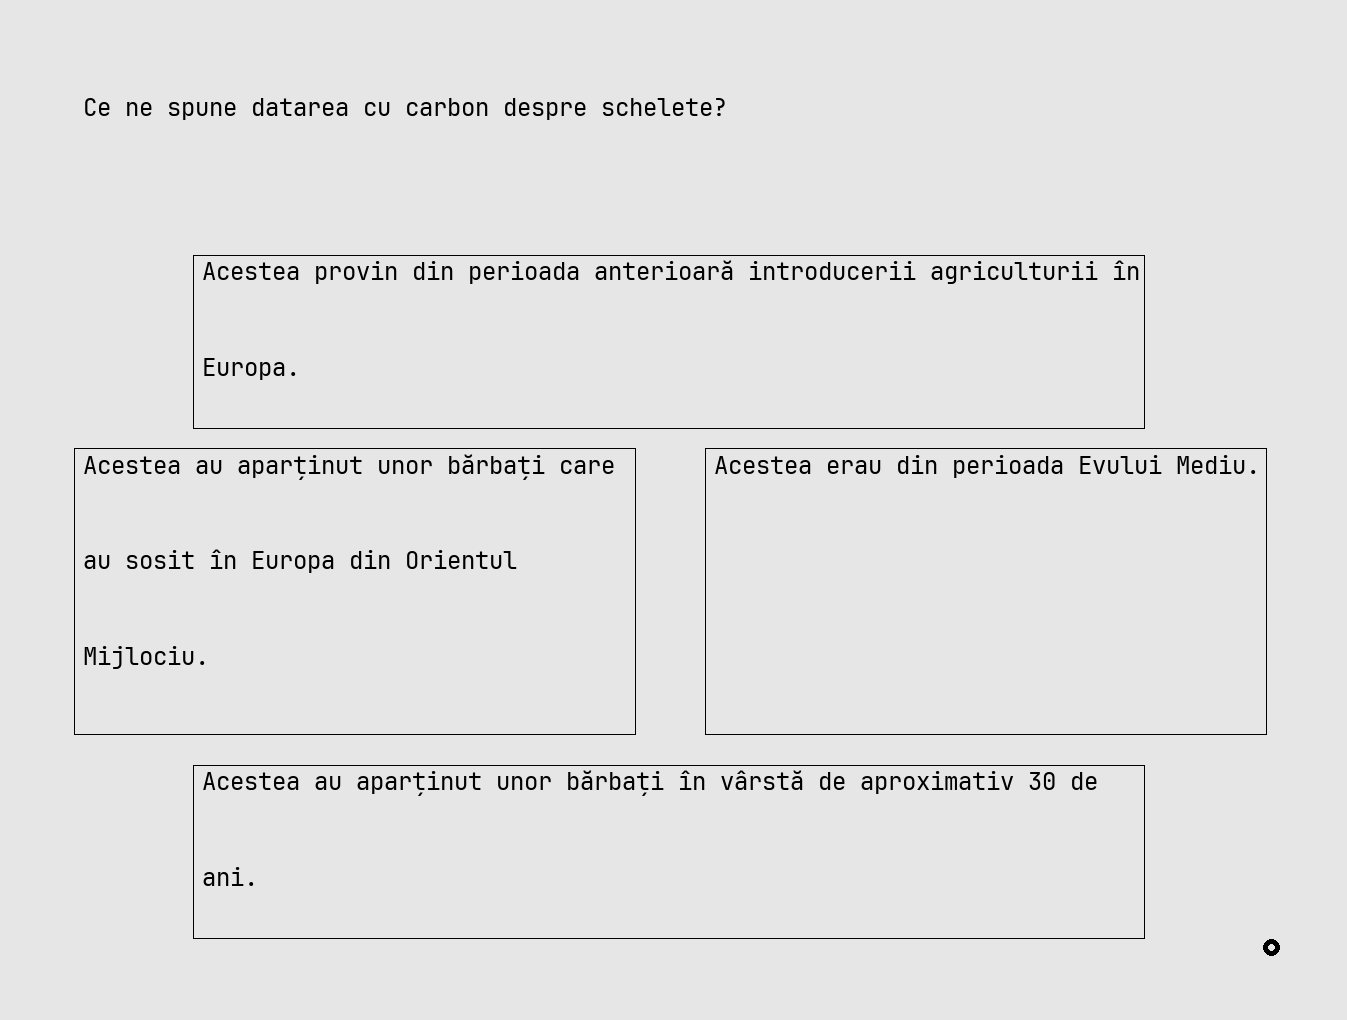 Ce ne spune datarea cu carbon despre schelete?
Acestea provin din perioada anterioară introducerii agriculturii în
Europa.
Acestea au aparținut unor bărbați care
au sosit în Europa din Orientul
Mijlociu.
Acestea erau din perioada Evului Mediu.
Acestea au aparținut unor bărbați în vârstă de aproximativ 30 de
ani.